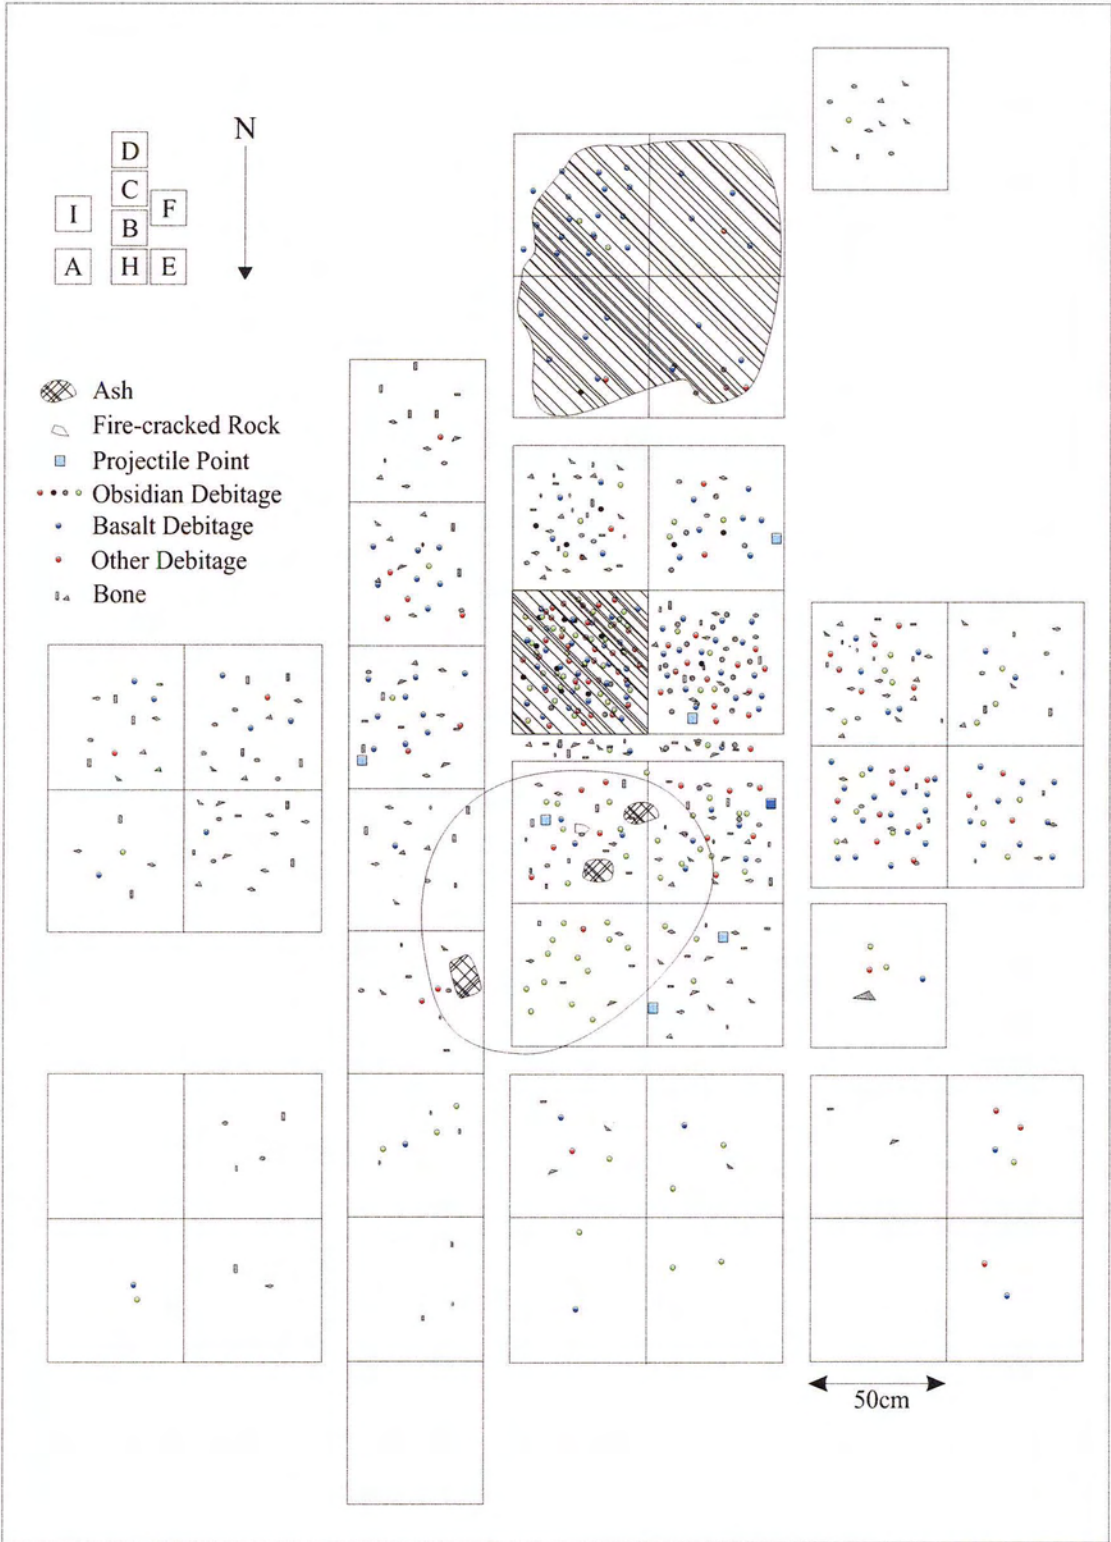 N
D
C
I F
B
A H E
Ash
Fire-cracked Rock
Projectile Point
Obsidian Debitage
Basalt Debitage
Other Debitage
Bone
50cm